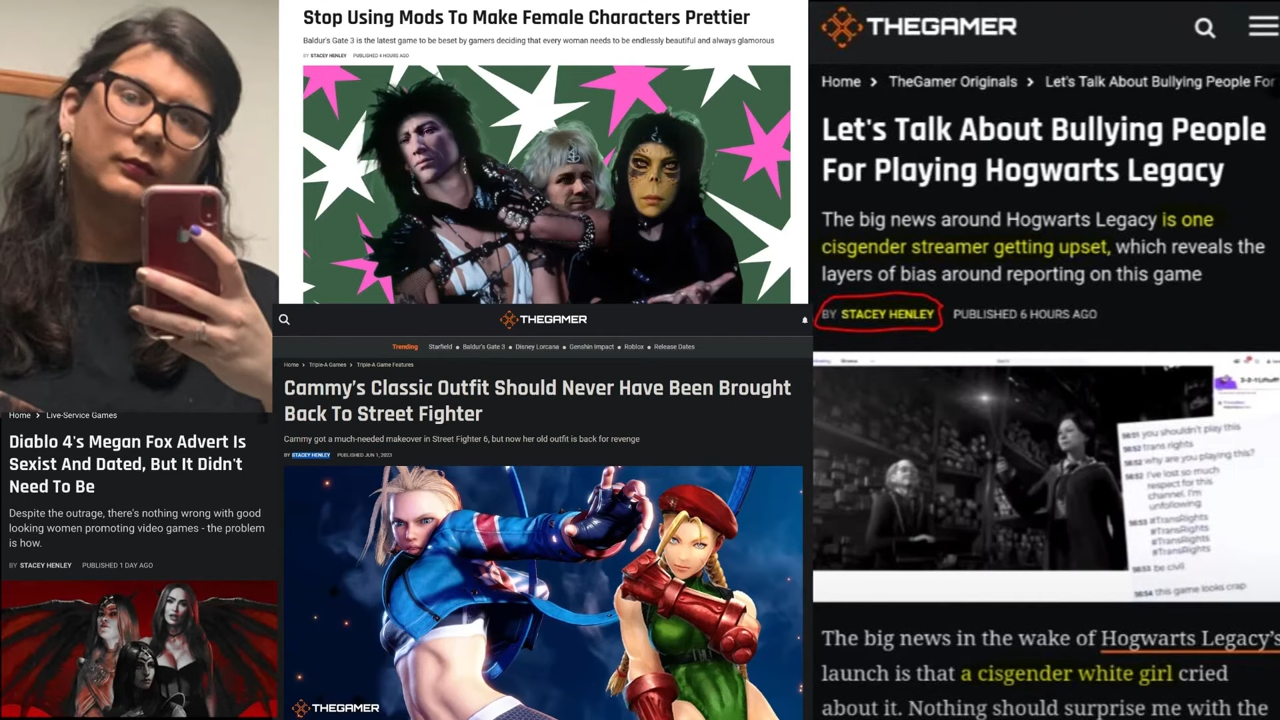 Stop Using Mods To Make Female Characters Prettier
Baldur's Gate 3 is the latest game to be beset by gamers deciding that every woman needs to be endlessly beautiful and always glamorous
BY STACEY HENLEY PUBLISHED 4 HOURS AGO
THEGAMER
Trending Starfield Baldur's Gate 3 Disney Lorcana Genshin Impact Roblox Release Dates
Home > Triple-A Games > Triple-A Game Features
Cammy's Classic Outfit Should Never Have Been Brought
Back To Street Fighter
Cammy got a much-needed makeover in Street Fighter 6, but now her old outfit is back for revenge
BY STACEY HENLEY PUBLISHED JUN 1, 2023
THEGAMER
Home > Live-Service Games
Diablo 4's Megan Fox Advert Is
Sexist And Dated, But It Didn't
Need To Be
Despite the outrage, there's nothing wrong with good
looking women promoting video games - the problem
is how.
BY STACEY HENLEY PUBLISHED 1 DAY AGO
THEGAMER
Home > TheGamer Originals > Let's Talk About Bullying People For
Let's Talk About Bullying People
For Playing Hogwarts Legacy
The big news around Hogwarts Legacy is one
cisgender streamer getting upset, which reveals the
layers of bias around reporting on this game
BY STACEY HENLEY PUBLISHED 6 HOURS AGO
you shouldn't play this
trans rights
why are you playing this?
I've lost so much
respect for this
channel. I'm
unfollowing
#TransRights
#TransRights
#TransRights
be civil
this game looks crap
The big news in the wake of Hogwarts Legacy's
launch is that a cisgender white girl cried
about it. Nothing should surprise me with the